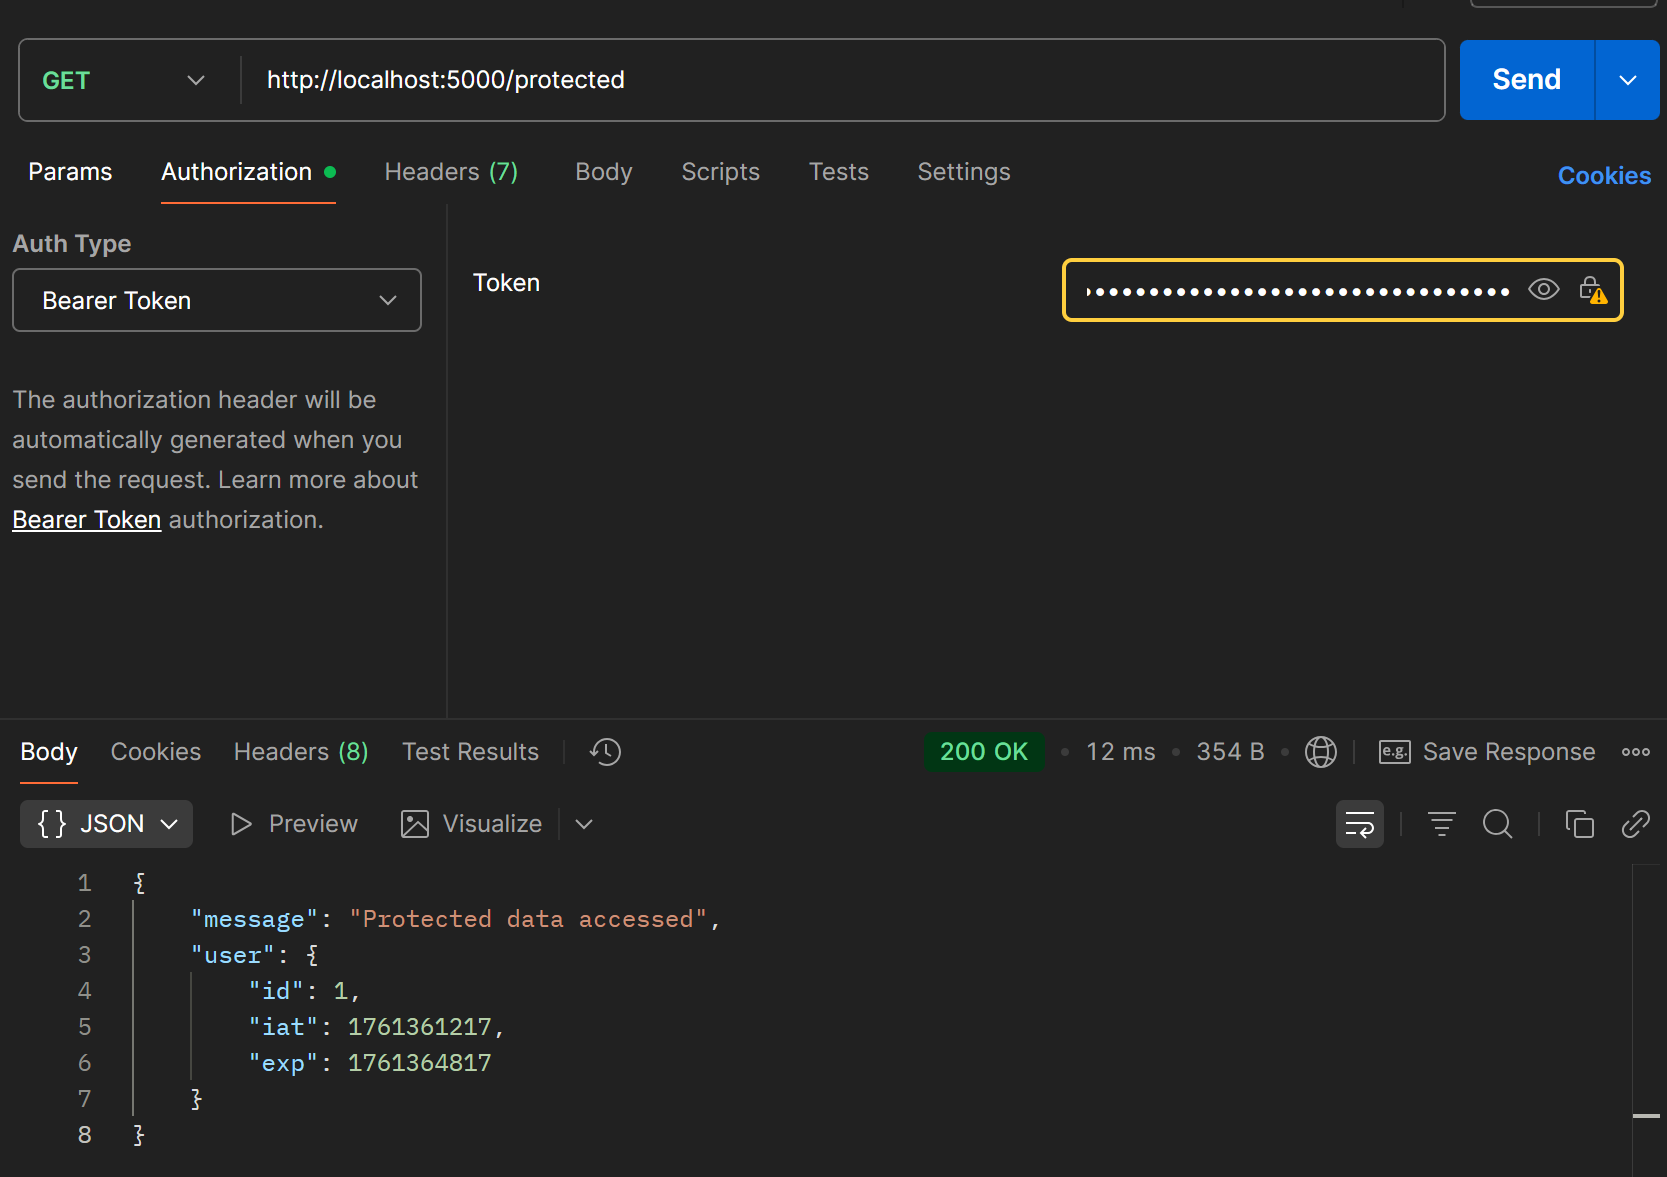 GET http://localhost:5000/protected Send
Params Authorization Headers (7) Body Scripts Tests Settings Cookies
Auth Type
Bearer Token
Token
The authorization header will be
automatically generated when you
send the request. Learn more about
Bearer Token authorization.
Body Cookies Headers (8) Test Results 200 OK 12 ms 354 B e.g. Save Response
{} JSON Preview Visualize
1 {
2 "message": "Protected data accessed",
3 "user": {
4 "id": 1,
5 "iat": 1761361217,
6 "exp": 1761364817
7 }
8 }